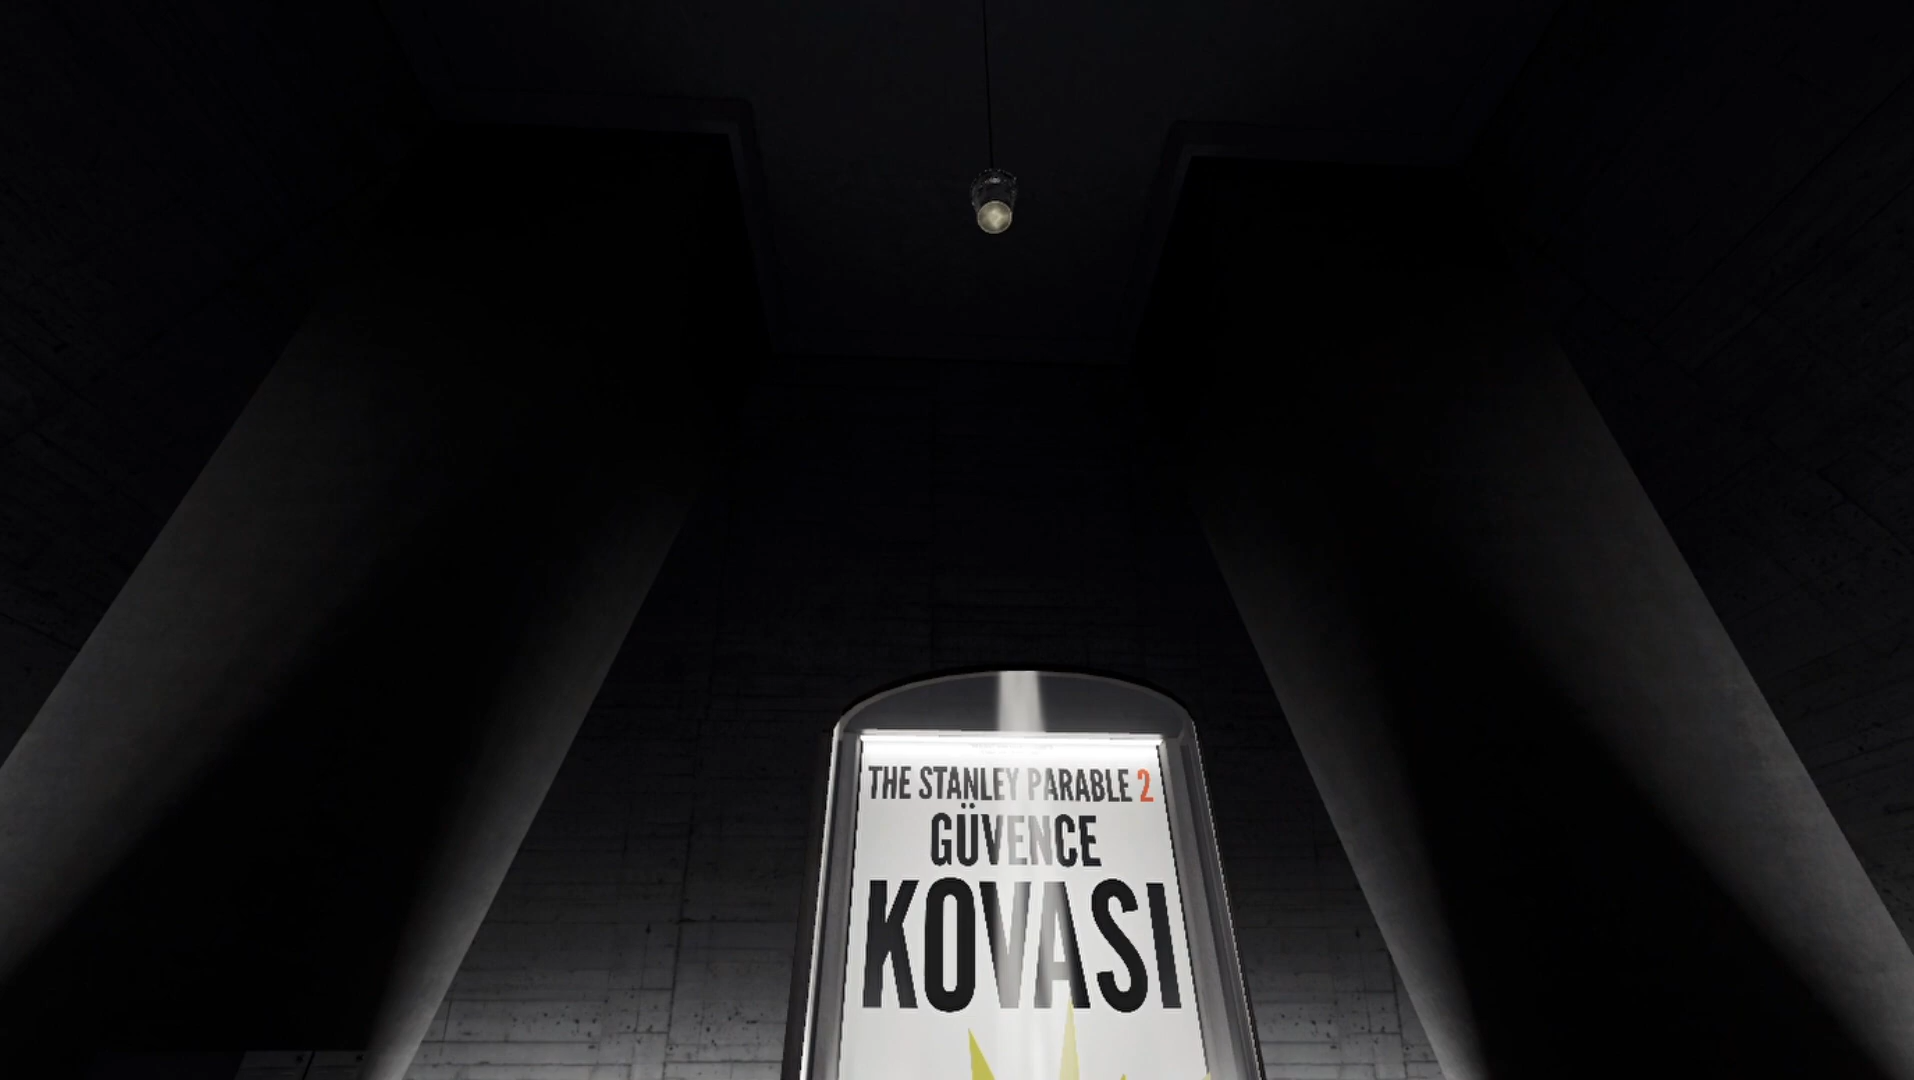 THE STANLEY PARABLE 2
GÜVENCE
KOVASI